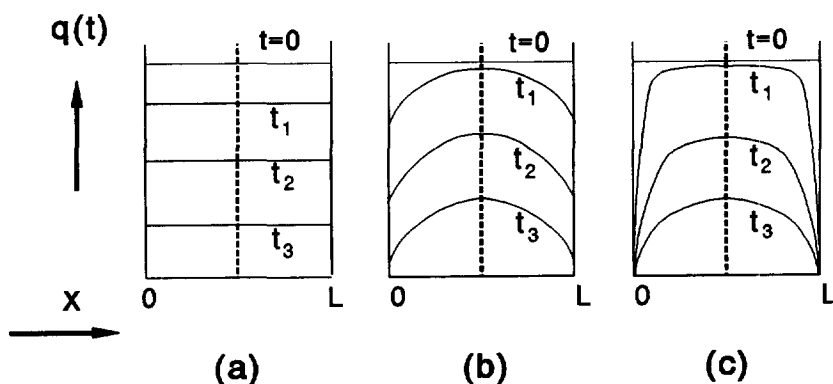 q(t)
t=0 t=0 t=0
t₁ t₁ t₁
t₂ t₂ t₂
t₃ t₃ t₃
X 0 L 0 L 0 L
(a) (b) (c)